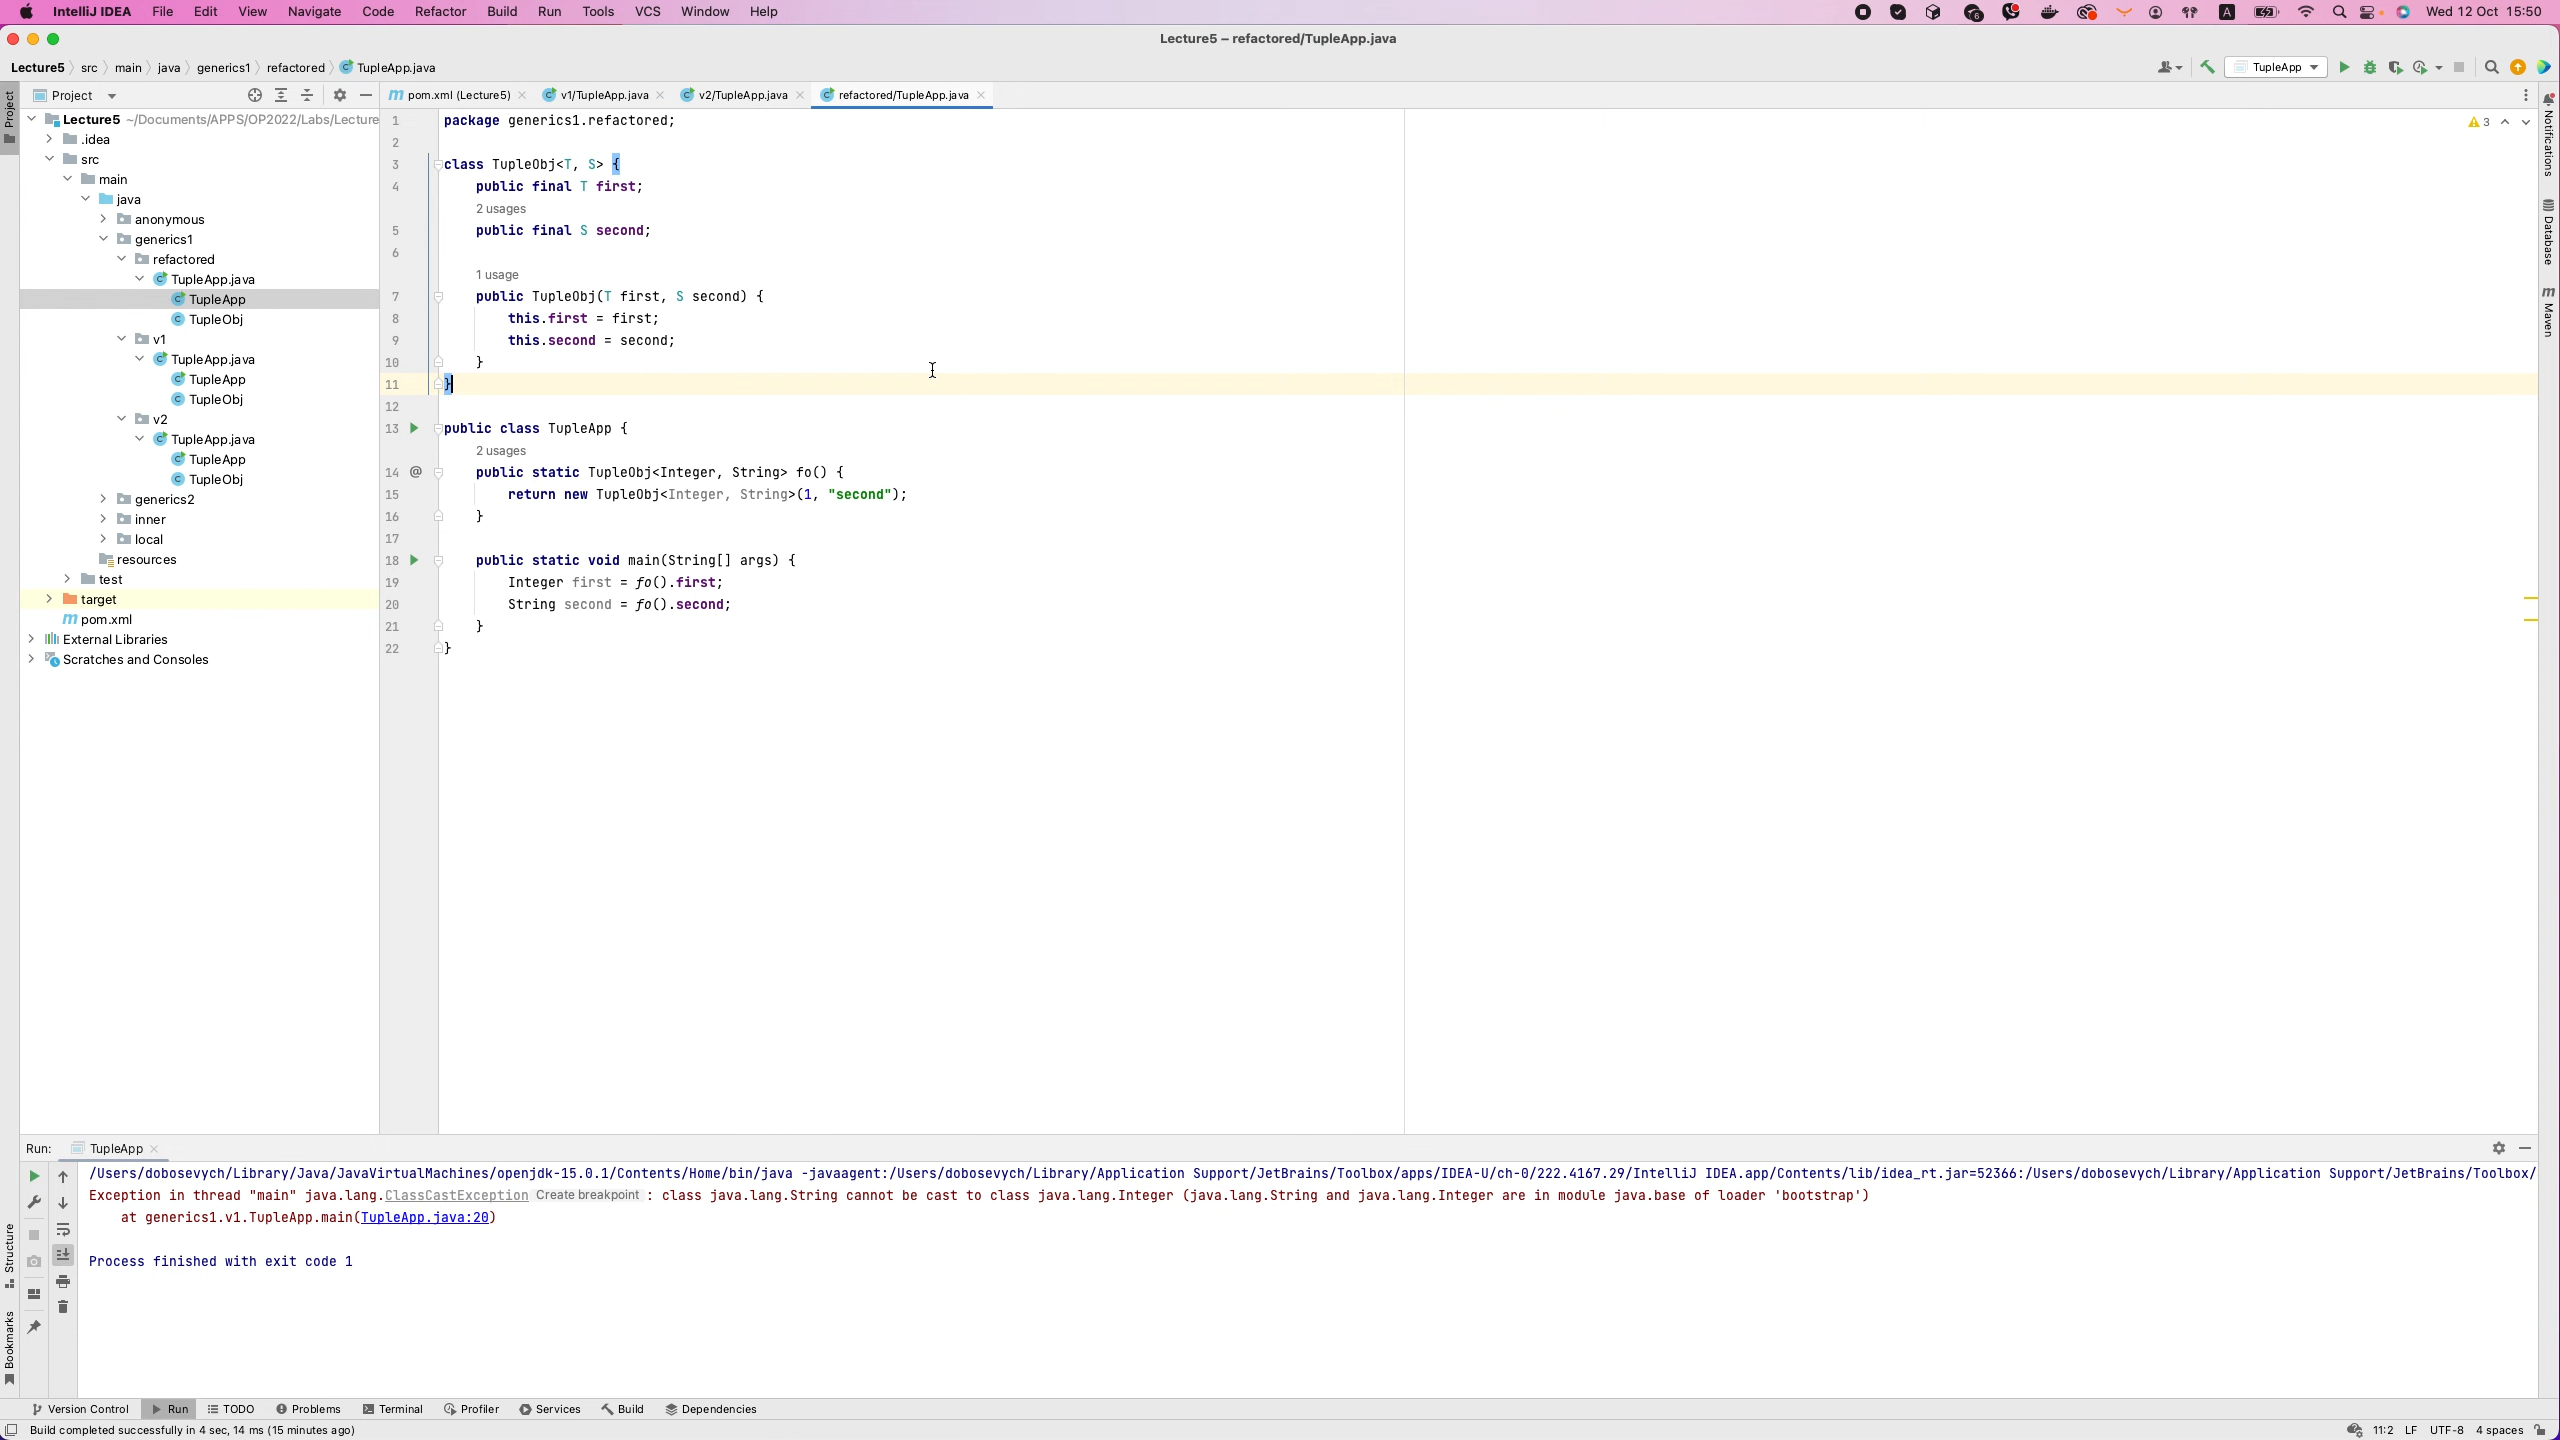 IntelliJ IDEA File Edit View Navigate Code Refactor Build Run Tools VCS Window Help 6 A Wed 12 Oct 15:50
Lecture5 – refactored/TupleApp.java
Lecture5 src main java generics1 refactored TupleApp.java TupleApp
Project
Project
pom.xml (Lecture5) v1/TupleApp.java v2/TupleApp.java refactored/TupleApp.java
Lecture5 ~/Documents/APPS/OP2022/Labs/Lecture
.idea
src
main
java
anonymous
generics1
refactored
TupleApp.java
TupleApp
TupleObj
v1
TupleApp.java
TupleApp
TupleObj
v2
TupleApp.java
TupleApp
TupleObj
generics2
inner
local
resources
test
target
pom.xml
External Libraries
Scratches and Consoles
3
1 package generics1.refactored;
2
3 class TupleObj<T, S> {
4 public final T first;
2 usages
5 public final S second;
6
1 usage
7 public TupleObj(T first, S second) {
8 this.first = first;
9 this.second = second;
10 }
11 }
12
13 public class TupleApp {
2 usages
14 @ public static TupleObj<Integer, String> fo() {
15 return new TupleObj<Integer, String>(1, "second");
16 }
17
18 public static void main(String[] args) {
19 Integer first = fo().first;
20 String second = fo().second;
21 }
22 }
Notifications
Database
Maven
Run: TupleApp
/Users/dobosevych/Library/Java/JavaVirtualMachines/openjdk-15.0.1/Contents/Home/bin/java -javaagent:/Users/dobosevych/Library/Application Support/JetBrains/Toolbox/apps/IDEA-U/ch-0/222.4167.29/IntelliJ IDEA.app/Contents/lib/idea_rt.jar=52366:/Users/dobosevych/Library/Application Support/JetBrains/Toolbox/
Exception in thread "main" java.lang.ClassCastException Create breakpoint : class java.lang.String cannot be cast to class java.lang.Integer (java.lang.String and java.lang.Integer are in module java.base of loader 'bootstrap')
at generics1.v1.TupleApp.main(TupleApp.java:20)
Process finished with exit code 1
Structure
Bookmarks
Version Control Run TODO Problems Terminal Profiler Services Build Dependencies
Build completed successfully in 4 sec, 14 ms (15 minutes ago) 11:2 LF UTF-8 4 spaces